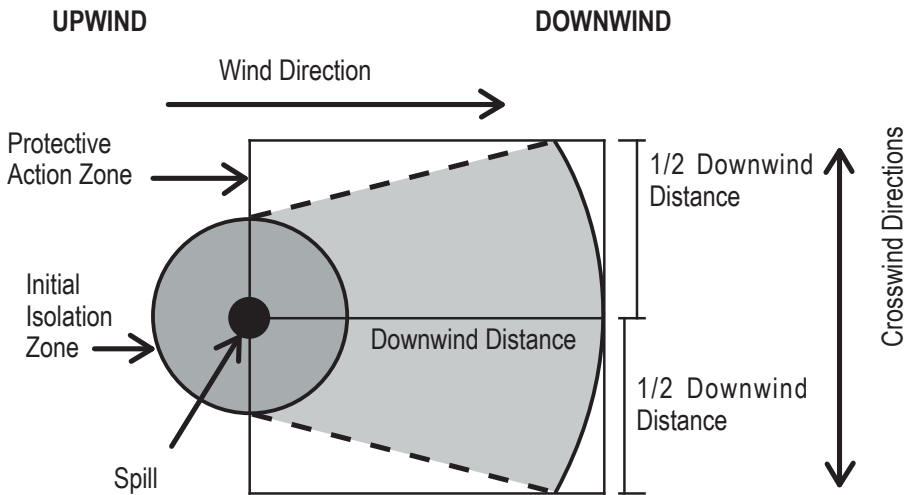 UPWIND
DOWNWIND
Wind Direction
Protective
Action Zone
1/2 Downwind
Distance
Crosswind Directions
Initial
Isolation
Zone
Downwind Distance
1/2 Downwind
Distance
Spill